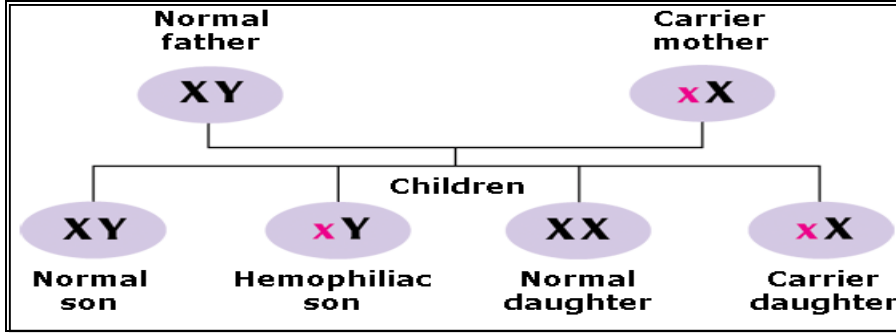 Normal
father
Carrier
mother
XY
xX
Children
XY
xY
XX
xX
Normal
son
Hemophiliac
son
Normal
daughter
Carrier
daughter